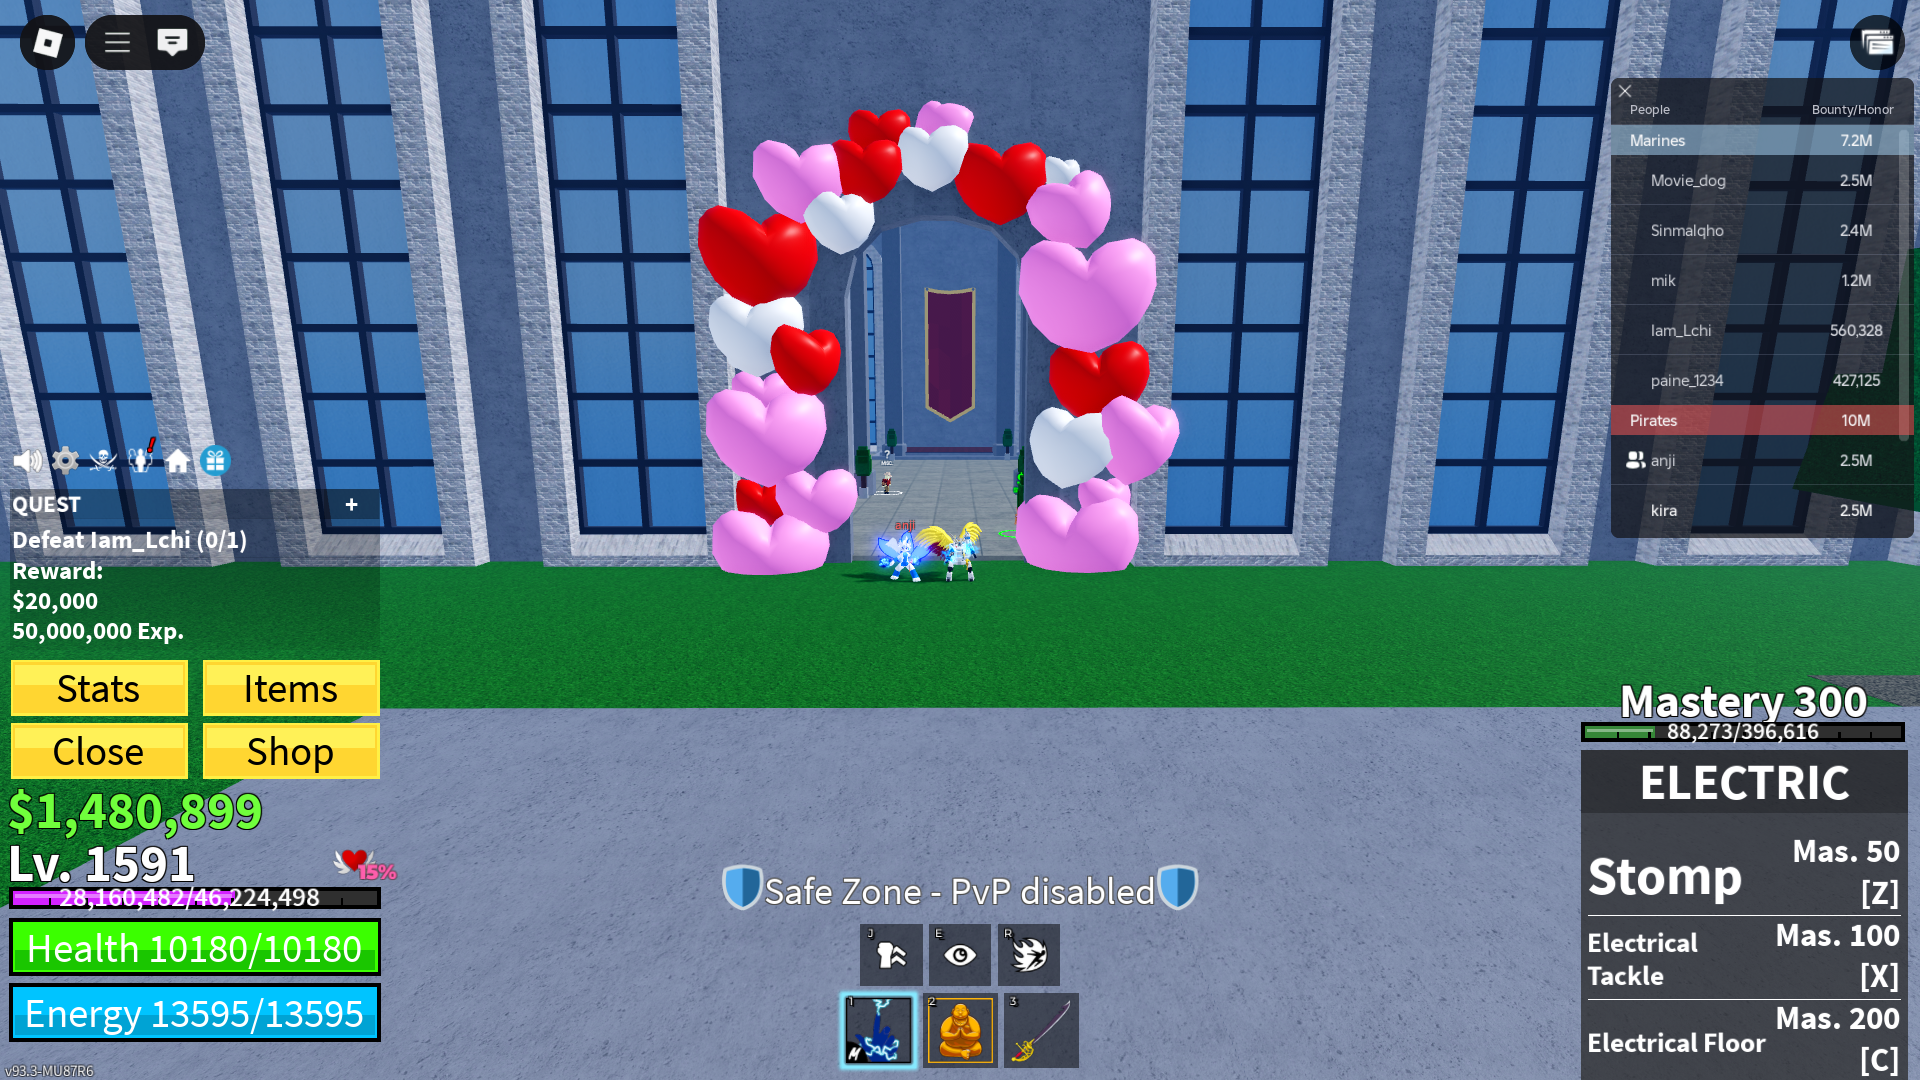 People Bounty/Honor
Marines 7.2M
Movie_dog 2.5M
Sinmalqho 2.4M
mik 1.2M
Iam_Lchi 560,328
paine_1234 427,125
Pirates 10M
anji 2.5M
kira 2.5M
?
MISC.
anji
QUEST +
Defeat Iam_Lchi (0/1)
Reward:
$20,000
50,000,000 Exp.
Stats Items
Close Shop
$1,480,899
Lv. 1591
15%
28,160,482/46,224,498
Health 10180/10180
Energy 13595/13595
v93.3-MU87R6
Safe Zone - PvP disabled
J E R
1 2 3
M
Mastery 300
88,273/396,616
ELECTRIC
Stomp Mas. 50 [Z]
Electrical Tackle Mas. 100 [X]
Electrical Floor Mas. 200 [C]